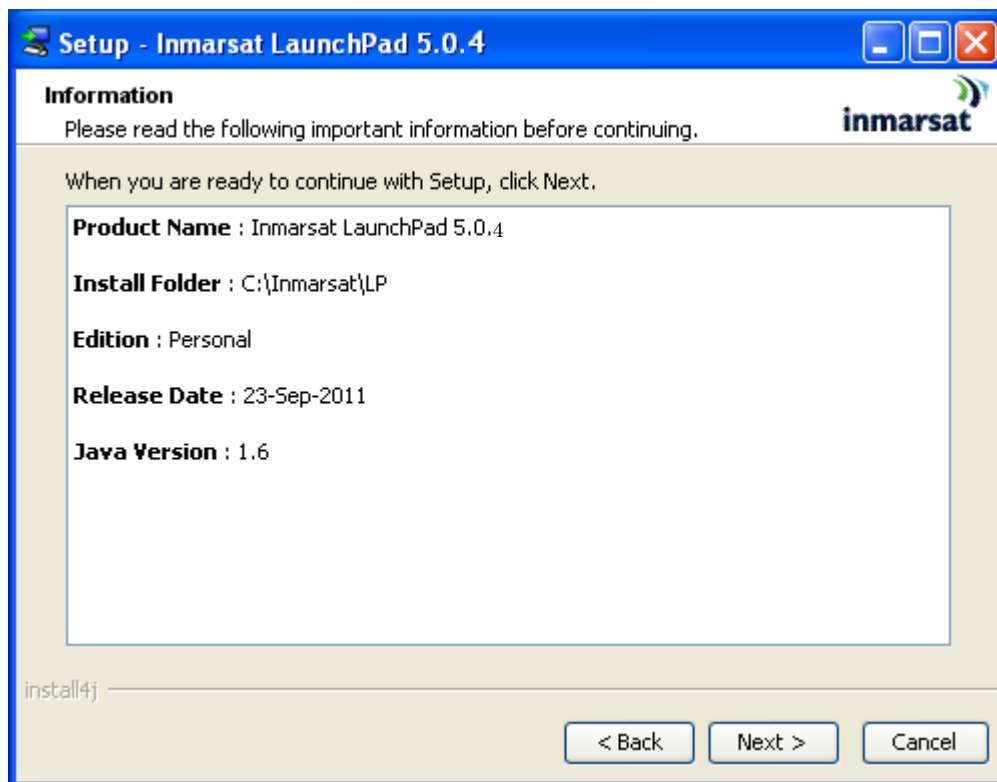 Setup - Inmarsat LaunchPad 5.0.4
Information
Please read the following important information before continuing.
inmarsat
When you are ready to continue with Setup, click Next.
Product Name : Inmarsat LaunchPad 5.0.4
Install Folder : C:\Inmarsat\LP
Edition : Personal
Release Date : 23-Sep-2011
Java Version : 1.6
install4j
< Back
Next >
Cancel